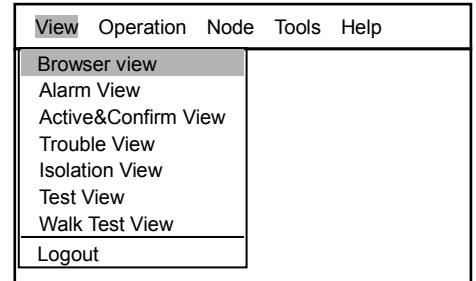 View Operation Node Tools Help
Browser view
Alarm View
Active&Confirm View
Trouble View
Isolation View
Test View
Walk Test View
Logout